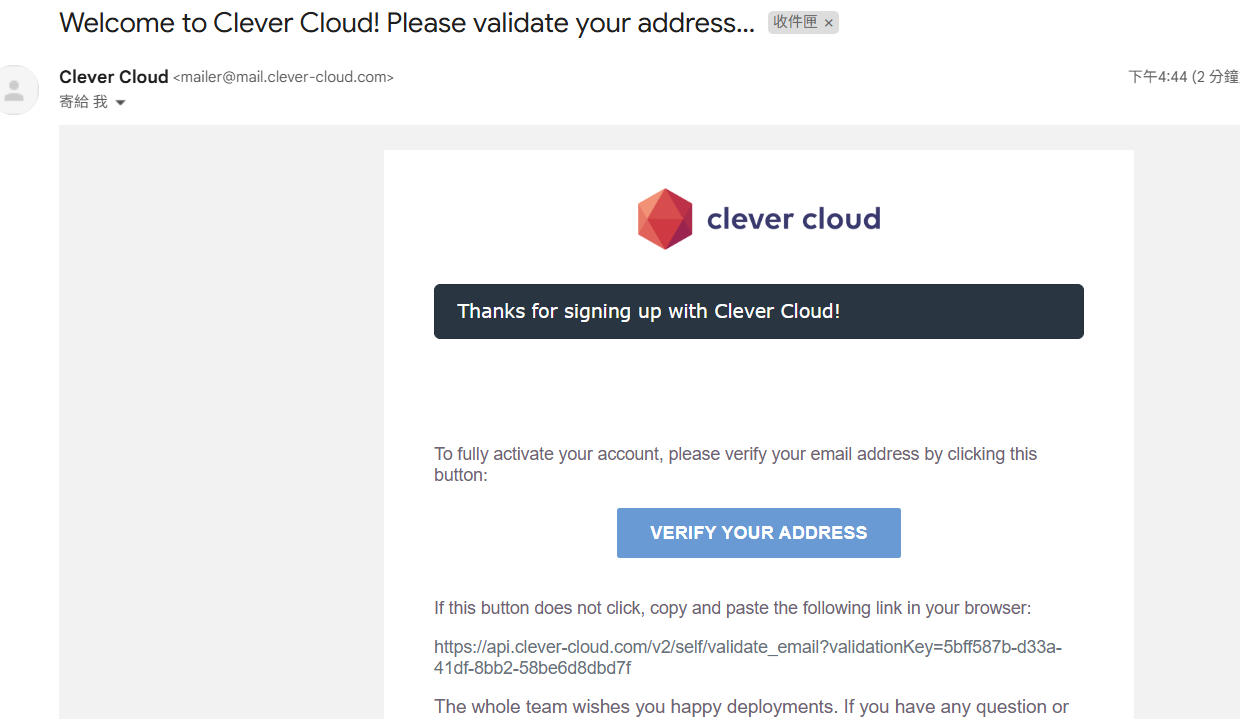 Welcome to Clever Cloud! Please validate your address... 收件匣 ×
Clever Cloud <mailer@mail.clever-cloud.com> 下午4:44 (2 分鐘
寄給 我
clever cloud
Thanks for signing up with Clever Cloud!
To fully activate your account, please verify your email address by clicking this
button:
VERIFY YOUR ADDRESS
If this button does not click, copy and paste the following link in your browser:
https://api.clever-cloud.com/v2/self/validate_email?validationKey=5bff587b-d33a-
41df-8bb2-58be6d8dbd7f
The whole team wishes you happy deployments. If you have any question or